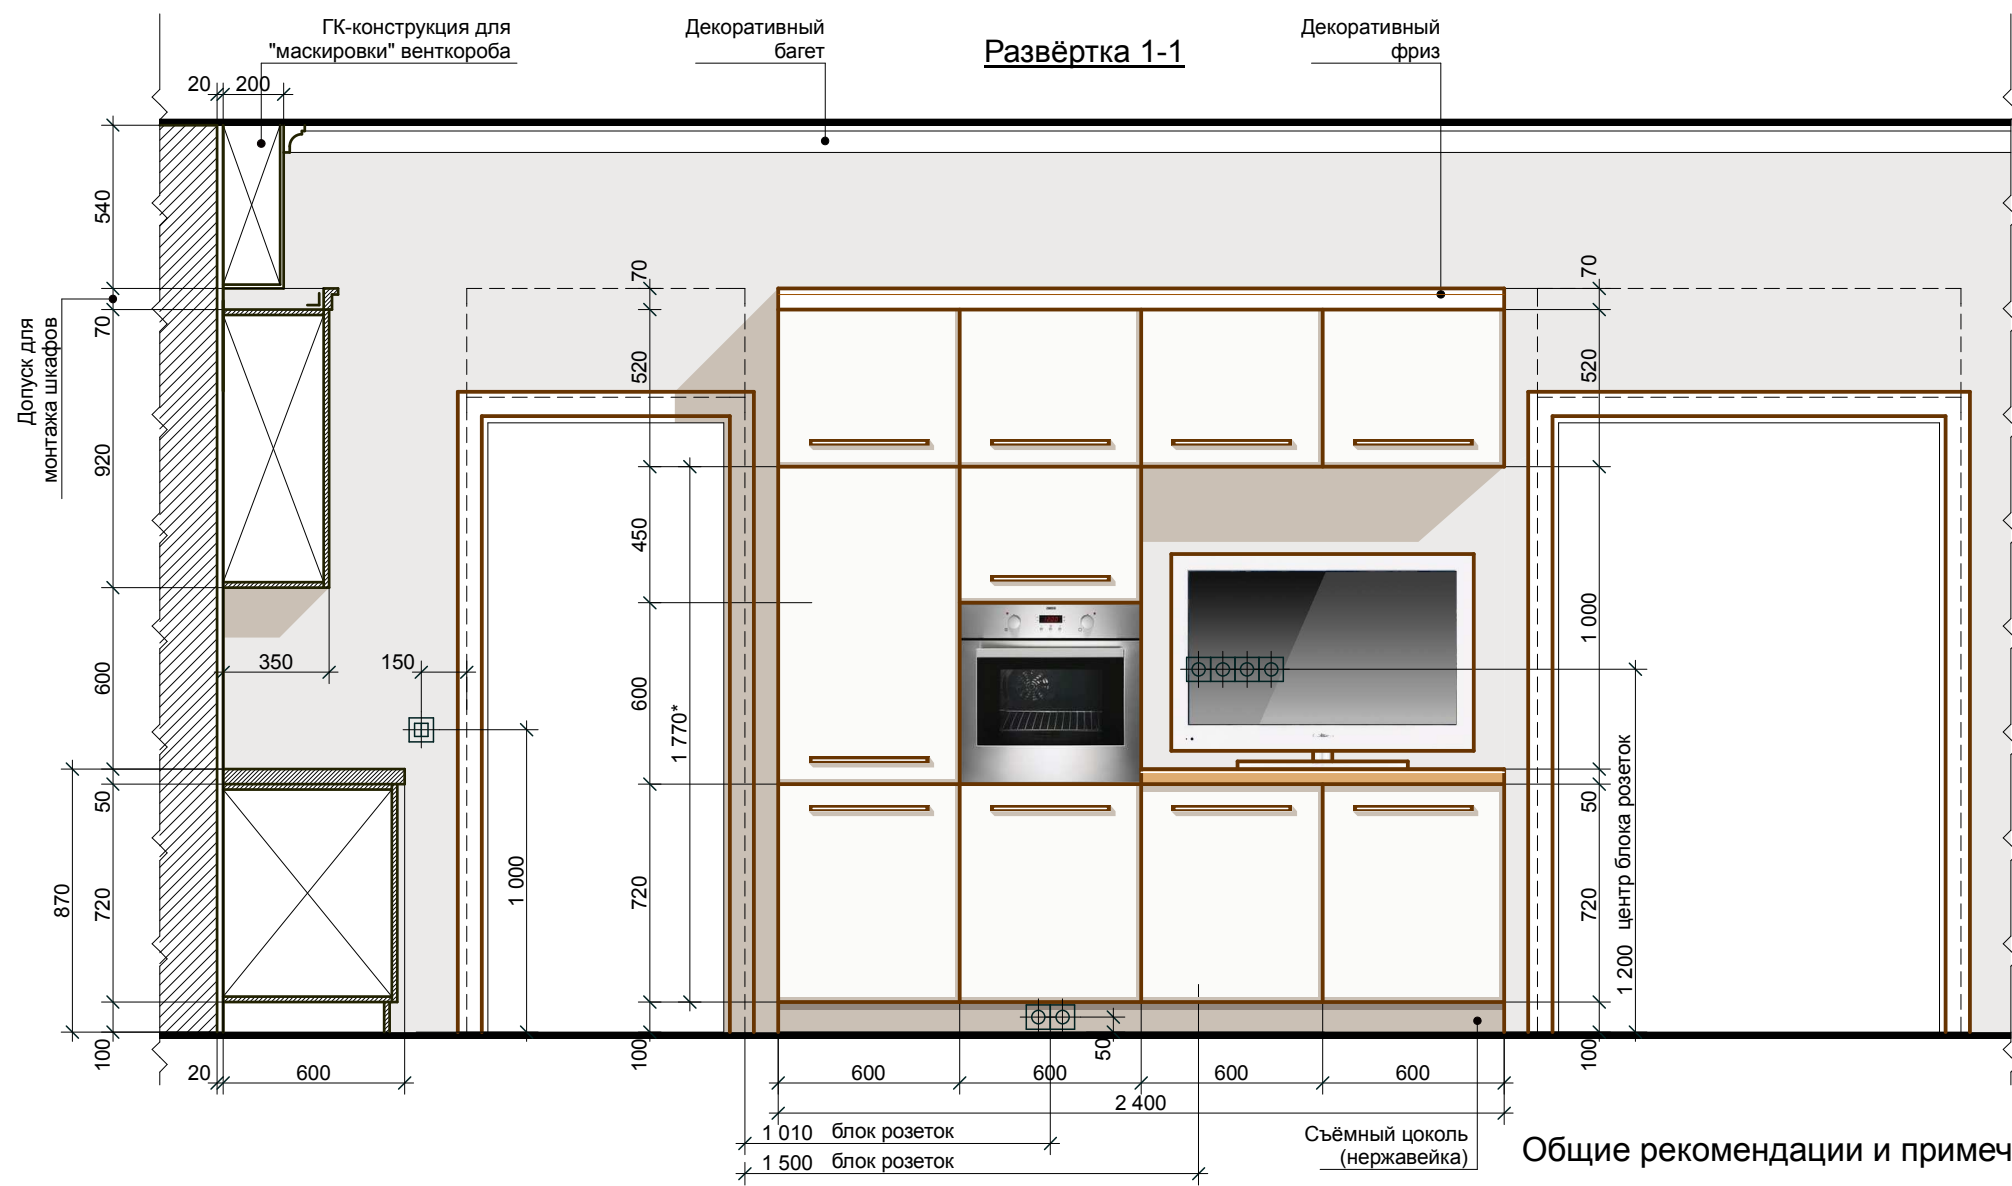 ГК-конструкция для
"маскировки" венткороба
Декоративный
багет
Развёртка 1-1
Декоративный
фриз
20
200
540
70
920
600
50
720
100
870
Допуск для
монтажа шкафов
350
150
1 000
20
600
70
520
450
600
720
100
1 770*
50
600
600
600
600
2 400
1 010 блок розеток
1 500 блок розеток
70
520
1 000
50
720
100
1 200 центр блока розеток
Съёмный цоколь
(нержавейка)
Общие рекомендации и примеч